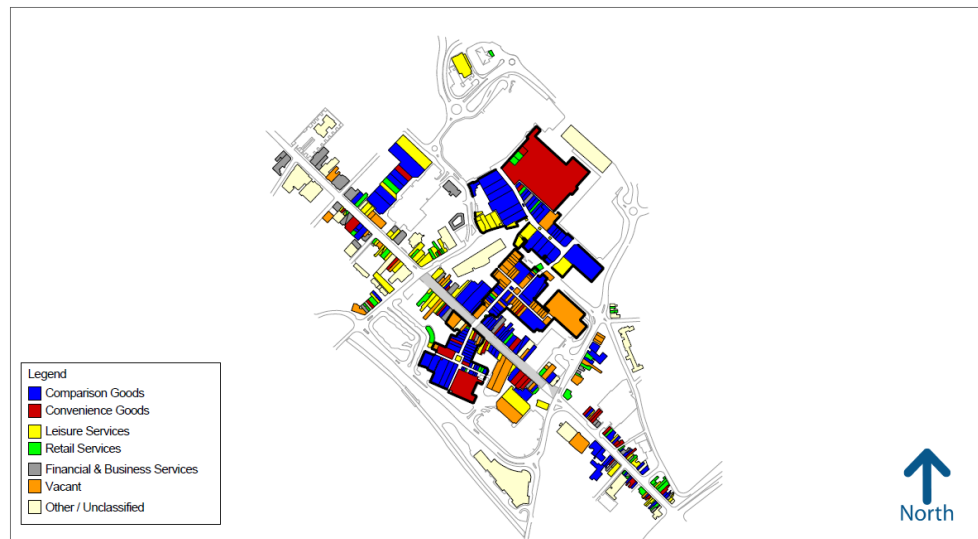 Legend
Comparison Goods
Convenience Goods
Leisure Services
Retail Services
Financial & Business Services
Vacant
Other / Unclassified
North